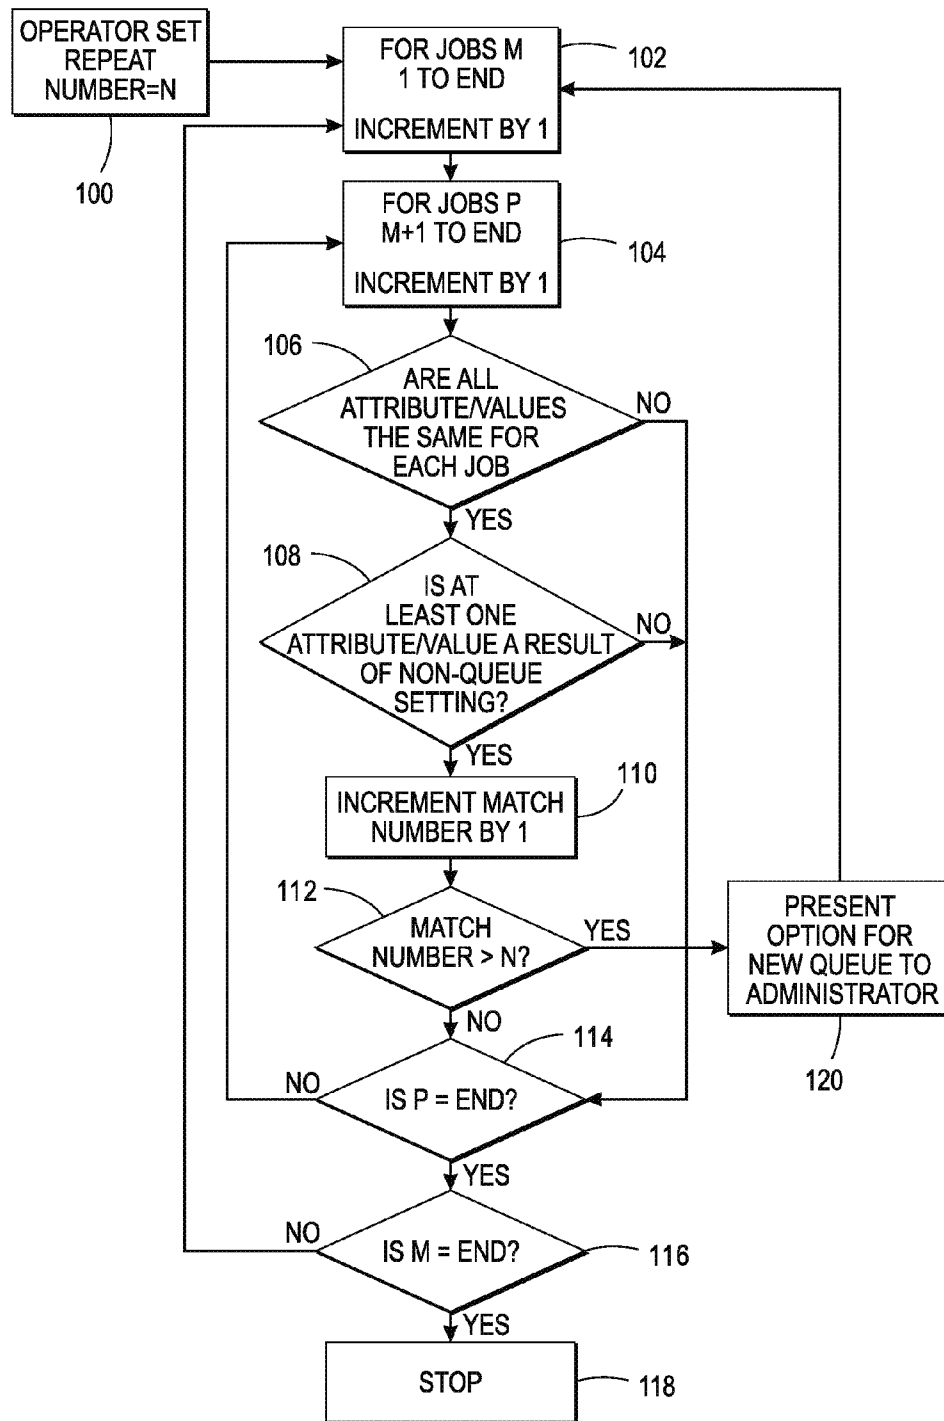 OPERATOR SET
REPEAT
NUMBER=N
100
FOR JOBS M
1 TO END
INCREMENT BY 1
102
FOR JOBS P
M+1 TO END
INCREMENT BY 1
104
106
ARE ALL
ATTRIBUTE/VALUES
THE SAME FOR
EACH JOB
NO
YES
108
IS AT
LEAST ONE
ATTRIBUTE/VALUE A RESULT
OF NON-QUEUE
SETTING?
NO
YES
110
INCREMENT MATCH
NUMBER BY 1
112
MATCH
NUMBER > N?
YES
NO
PRESENT
OPTION FOR
NEW QUEUE TO
ADMINISTRATOR
120
114
IS P = END?
NO
YES
IS M = END?
NO
116
YES
STOP
118